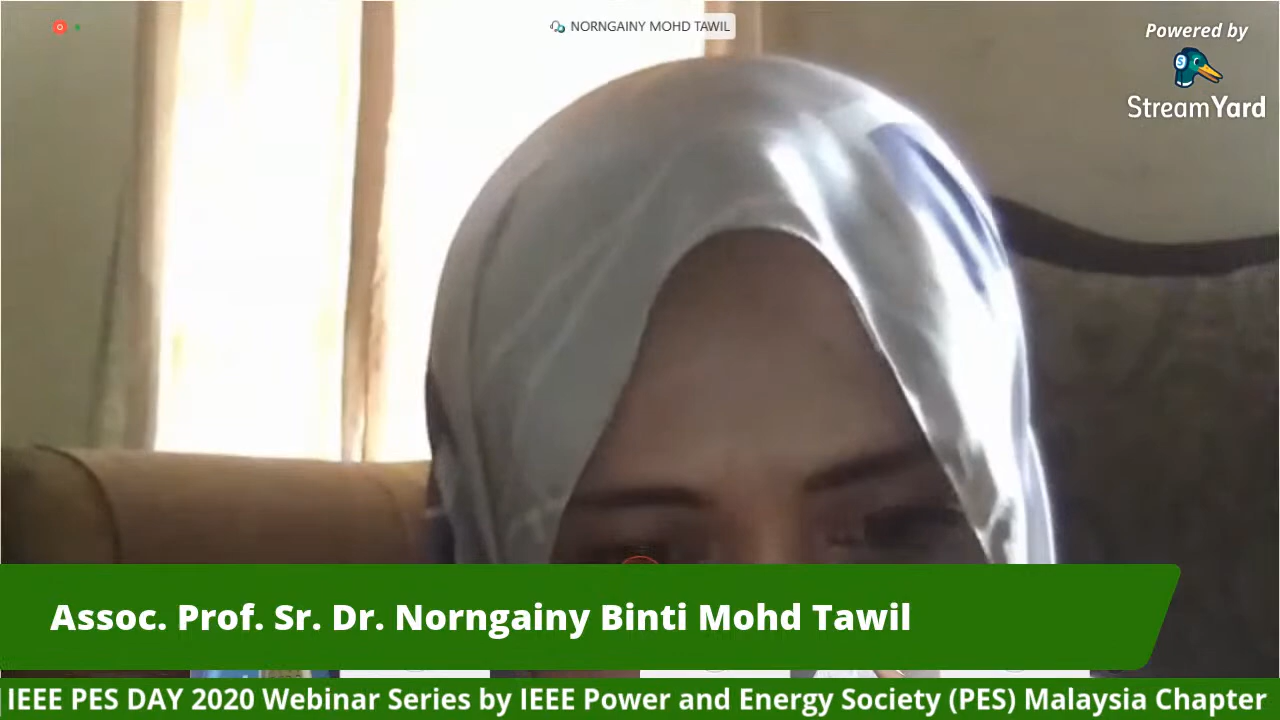 NORNGAINY MOHD TAWIL
Powered by
StreamYard
Assoc. Prof. Sr. Dr. Norngainy Binti Mohd Tawil
IEEE PES DAY 2020 Webinar Series by IEEE Power and Energy Society (PES) Malaysia Chapter